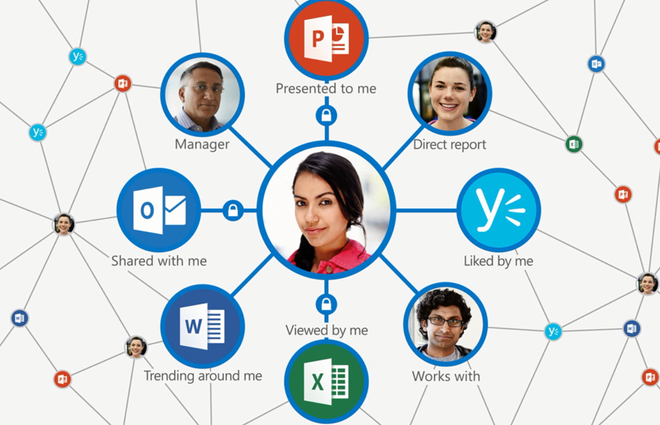 P
Presented to me
Manager
Direct report
O
Shared with me
y
Liked by me
W
Trending around me
Viewed by me
X
Works with